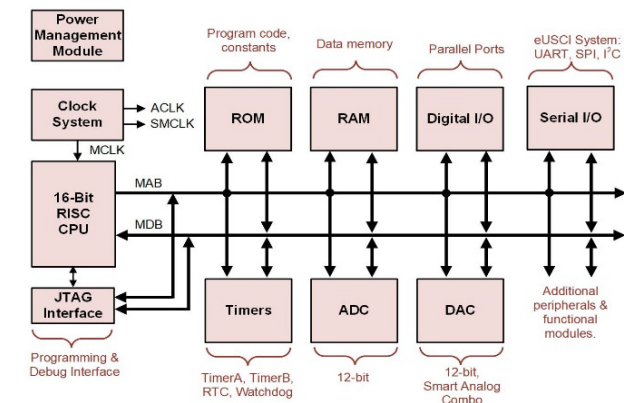 Power
Management
Module
Program code,
constants
Data memory
Parallel Ports
eUSCI System:
UART, SPI, I²C
Clock
System
ACLK
SMCLK
MCLK
ROM
RAM
Digital I/O
Serial I/O
16-Bit
RISC
CPU
MAB
MDB
JTAG
Interface
Timers
ADC
DAC
Additional
peripherals &
functional
modules.
Programming &
Debug Interface
TimerA, TimerB,
RTC, Watchdog
12-bit
12-bit,
Smart Analog
Combo